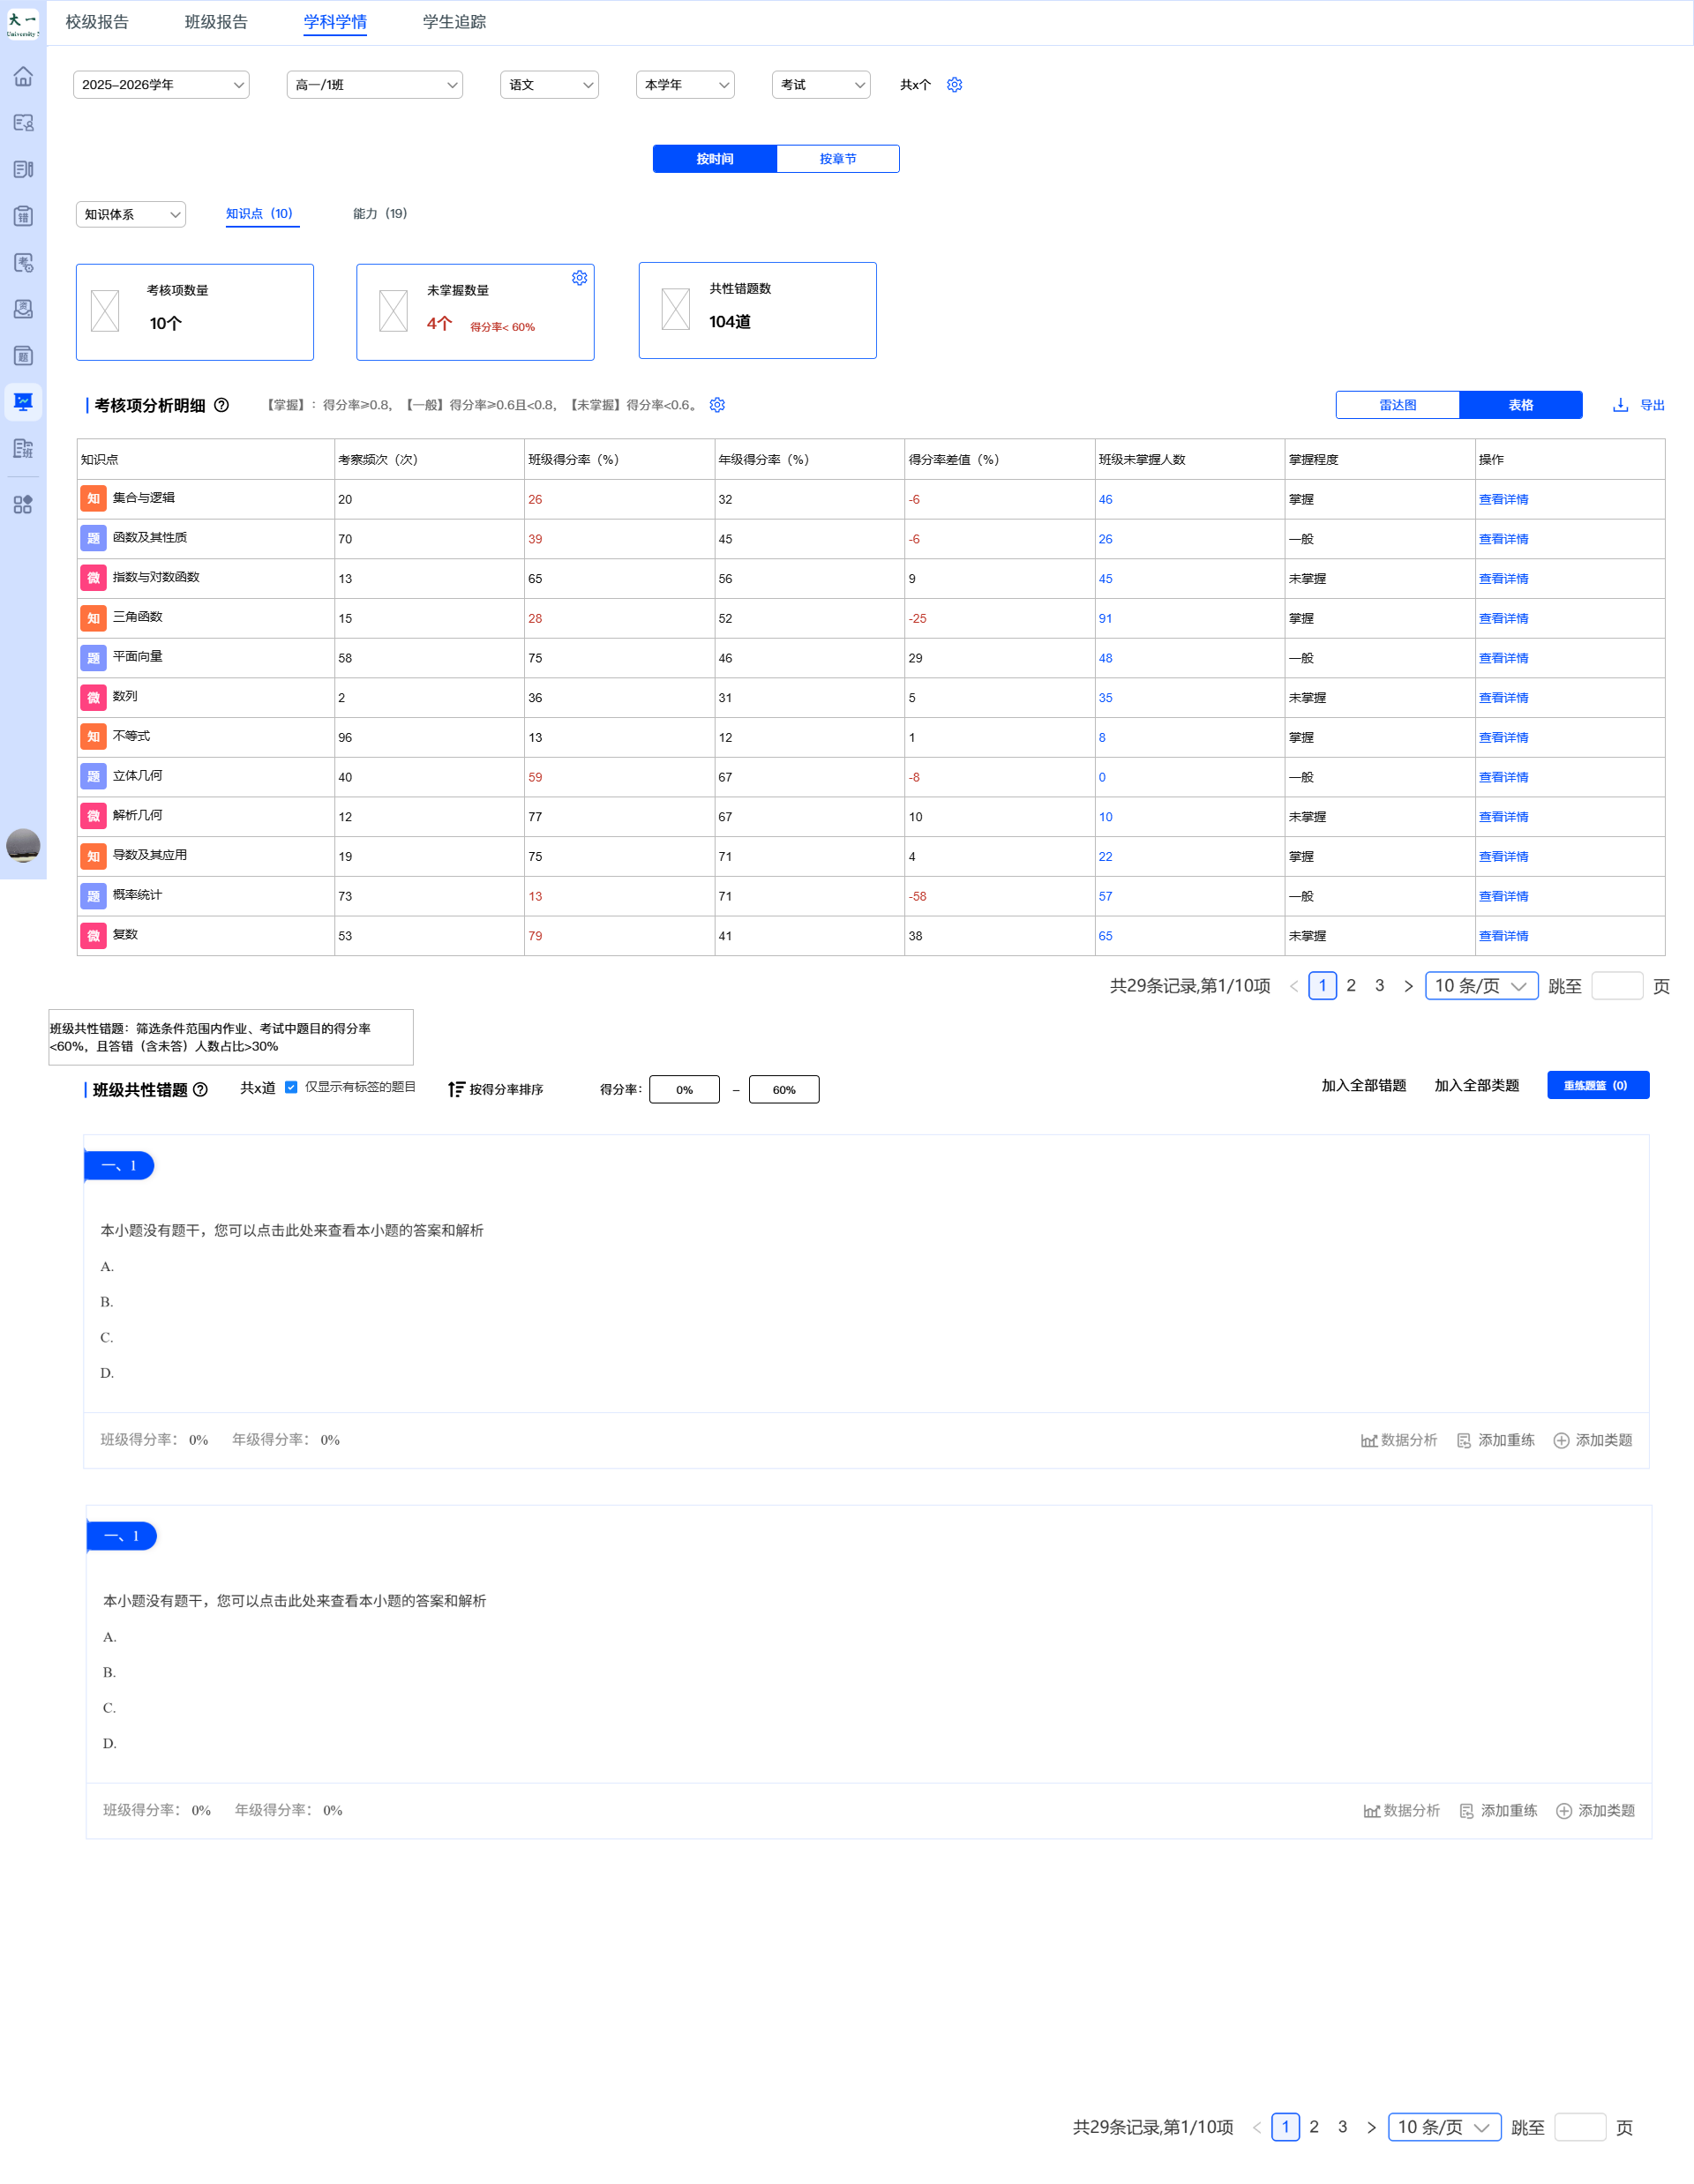 大一
University
校级报告 班级报告 学科学情 学生追踪
2025-2026学年 高一/1班 语文 本学年 考试 共x个
按时间 按章节
知识体系 知识点（10） 能力（19）
错
考
考核项数量 未掌握数量 共性错题数
10个 4个 得分率< 60% 104道
题
考核项分析明细 【掌握】：得分率≥0.8，【一般】得分率≥0.6且<0.8，【未掌握】得分率<0.6。 雷达图 表格 导出
班
知识点 考察频次（次） 班级得分率（%） 年级得分率（%） 得分率差值（%） 班级未掌握人数 掌握程度 操作
知 集合与逻辑 20 26 32 -6 46 掌握 查看详情
题 函数及其性质 70 39 45 -6 26 一般 查看详情
微 指数与对数函数 13 65 56 9 45 未掌握 查看详情
知 三角函数 15 28 52 -25 91 掌握 查看详情
题 平面向量 58 75 46 29 48 一般 查看详情
微 数列 2 36 31 5 35 未掌握 查看详情
知 不等式 96 13 12 1 8 掌握 查看详情
题 立体几何 40 59 67 -8 0 一般 查看详情
微 解析几何 12 77 67 10 10 未掌握 查看详情
知 导数及其应用 19 75 71 4 22 掌握 查看详情
题 概率统计 73 13 71 -58 57 一般 查看详情
微 复数 53 79 41 38 65 未掌握 查看详情
共29条记录,第1/10项 < 1 2 3 > 10 条/页 跳至 页
班级共性错题：筛选条件范围内作业、考试中题目的得分率
<60%，且答错（含未答）人数占比>30%
班级共性错题 共x道 仅显示有标签的题目 按得分率排序 得分率： 0% – 60% 加入全部错题 加入全部类题 重练题篮（0）
一、1
本小题没有题干，您可以点击此处来查看本小题的答案和解析
A.
B.
C.
D.
班级得分率： 0% 年级得分率： 0% 数据分析 添加重练 添加类题
一、1
本小题没有题干，您可以点击此处来查看本小题的答案和解析
A.
B.
C.
D.
班级得分率： 0% 年级得分率： 0% 数据分析 添加重练 添加类题
共29条记录,第1/10项 < 1 2 3 > 10 条/页 跳至 页